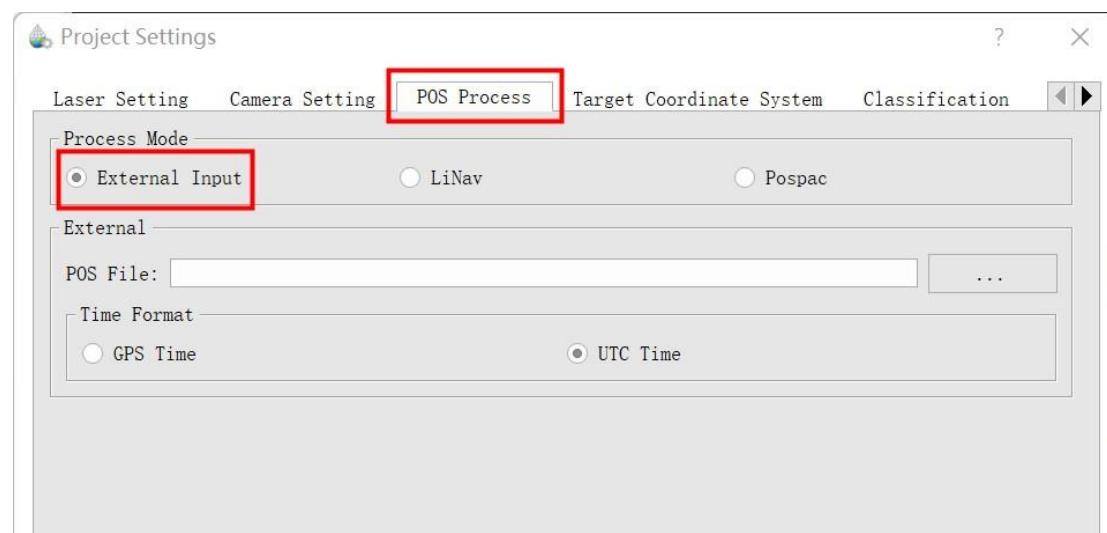 Project Settings
?
Laser Setting Camera Setting POS Process Target Coordinate System Classification
Process Mode
External Input LiNav Pospac
External
POS File: ...
Time Format
GPS Time UTC Time